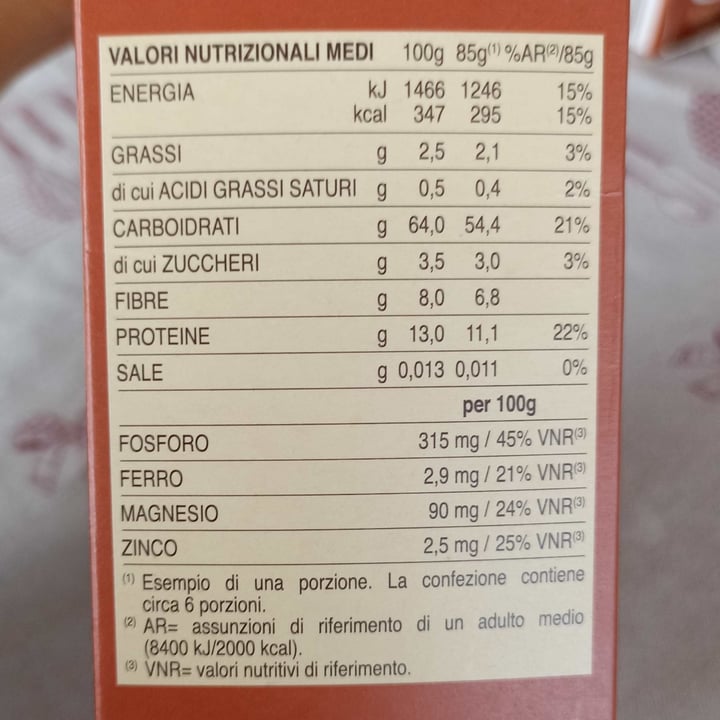 VALORI NUTRIZIONALI MEDI 100g 85g(1) %AR(2)/85g
ENERGIA kJ 1466 1246 15%
kcal 347 295 15%
GRASSI g 2,5 2,1 3%
di cui ACIDI GRASSI SATURI g 0,5 0,4 2%
CARBOIDRATI g 64,0 54,4 21%
di cui ZUCCHERI g 3,5 3,0 3%
FIBRE g 8,0 6,8
PROTEINE g 13,0 11,1 22%
SALE g 0,013 0,011 0%
per 100g
FOSFORO 315 mg / 45% VNR(3)
FERRO 2,9 mg / 21% VNR(3)
MAGNESIO 90 mg / 24% VNR(3)
ZINCO 2,5 mg / 25% VNR(3)
(1) Esempio di una porzione. La confezione contiene
circa 6 porzioni.
(2) AR= assunzioni di riferimento di un adulto medio
(8400 kJ/2000 kcal).
(3) VNR= valori nutritivi di riferimento.